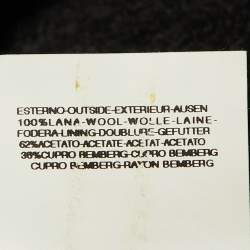 ESTERNO-OUTSIDE-EXTERIEUR-AUSEN
100%LANA-WOOL-WOLLE-LAINE-
FODERA-LINING-DOUBLURE-GEFUTTER
62%ACETATO-ACETATE-ACETAT-ACETATO
38%CUPRO BEMBERG-CUPRO BEMBERG
CUPRO BEMBERG-RAYON BEMBERG